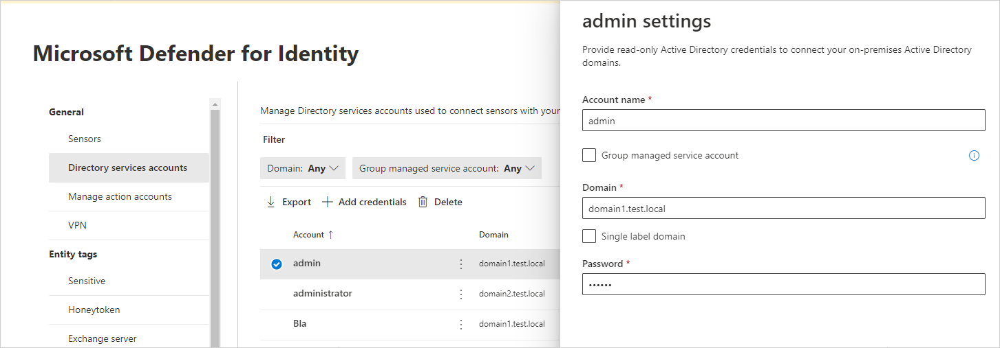 Microsoft Defender for Identity
General
Sensors
Directory services accounts
Manage action accounts
VPN
Entity tags
Sensitive
Honeytoken
Exchange server
Manage Directory services accounts used to connect sensors with your
Filter
Domain: Any
Group managed service account: Any
Export
Add credentials
Delete
Account ↑ Domain
admin domain1.test.local
administrator domain2.test.local
Bla domain1.test.local
admin settings
Provide read-only Active Directory credentials to connect your on-premises Active Directory
domains.
Account name *
admin
Group managed service account
Domain *
domain1.test.local
Single label domain
Password *
••••••